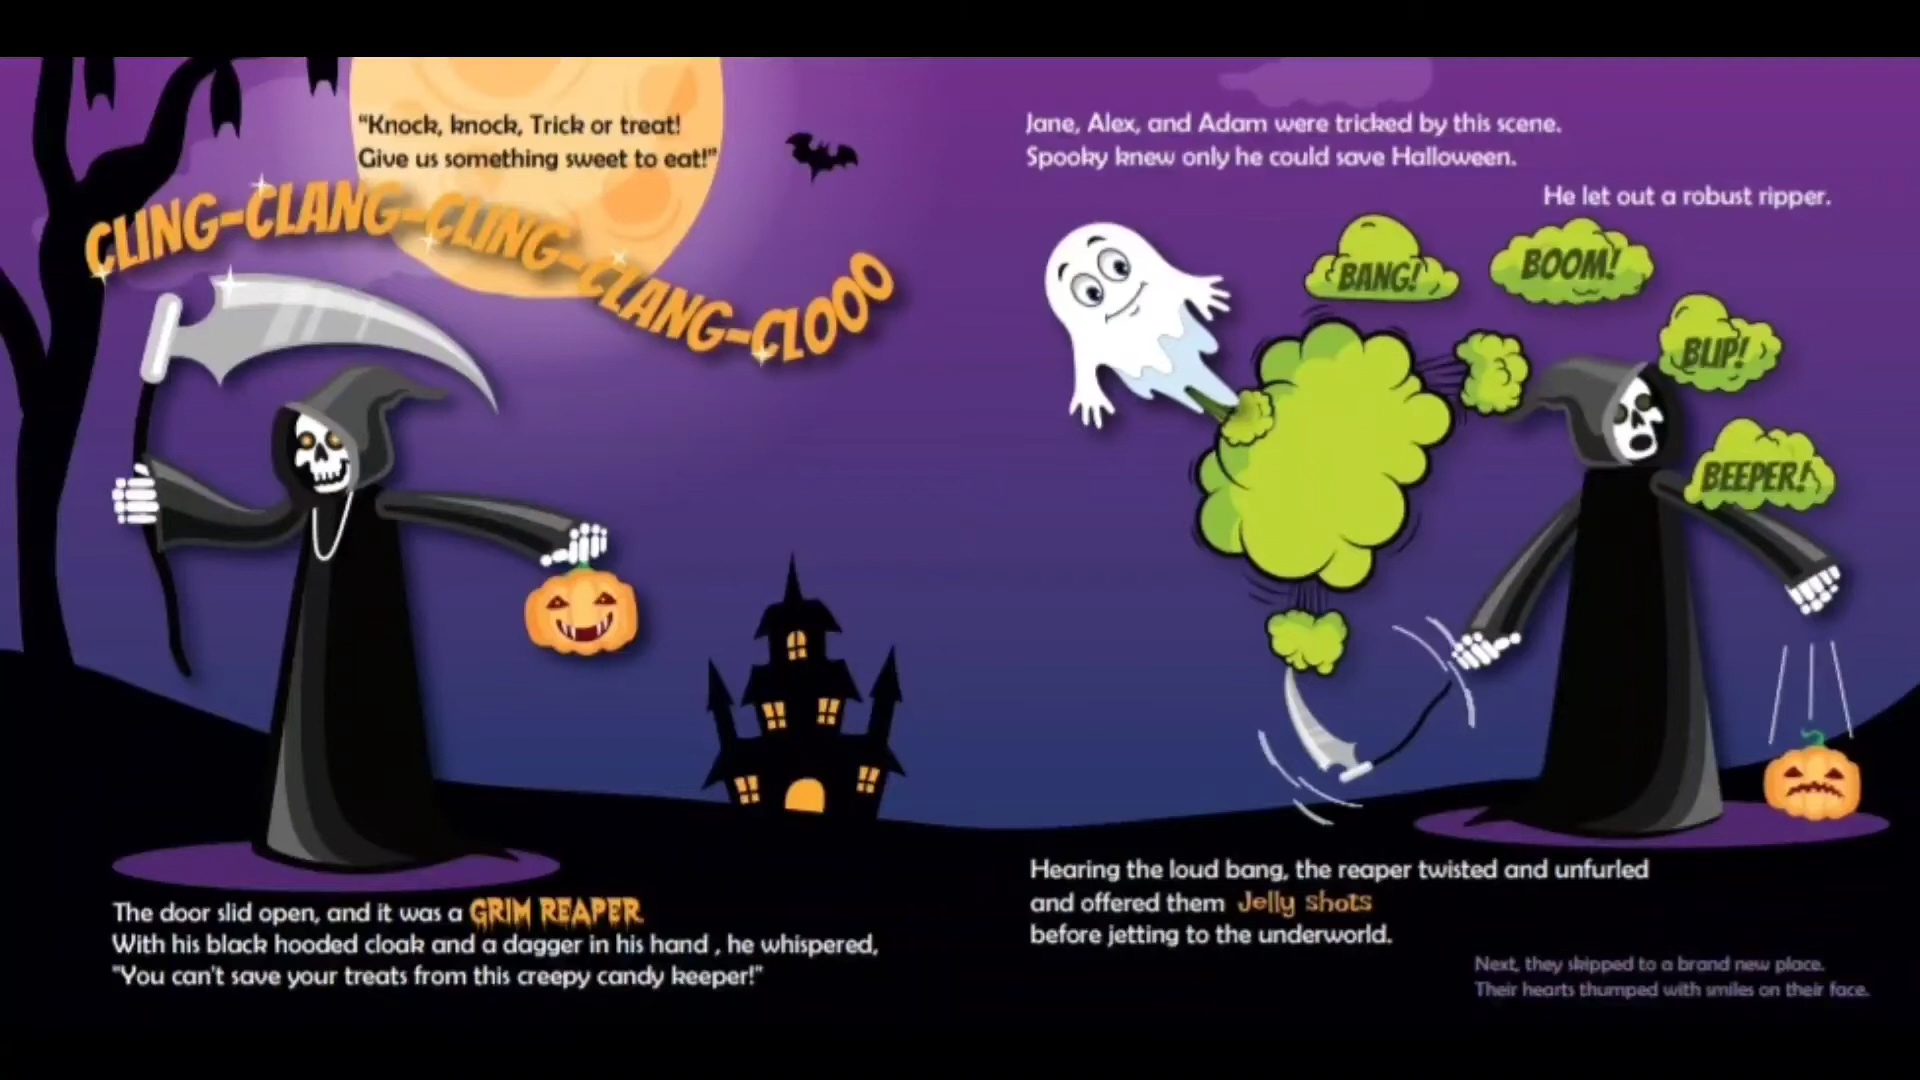 "Knock, knock, Trick or treat!
Give us something sweet to eat!"
CLING-CLANG-CLING-CLANG-CLOOO
The door slid open, and it was a GRIM REAPER.
With his black hooded cloak and a dagger in his hand , he whispered,
"You can't save your treats from this creepy candy keeper!"
Jane, Alex, and Adam were tricked by this scene.
Spooky knew only he could save Halloween.
He let out a robust ripper.
BANG!
BOOM!
BLIP!
BEEPER!
Hearing the loud bang, the reaper twisted and unfurled
and offered them Jelly shots
before jetting to the underworld.
Next, they skipped to a brand new place.
Their hearts thumped with smiles on their face.